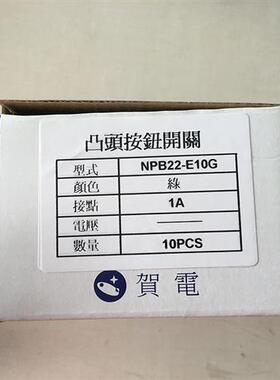 凸頭按鈕開關
型式 NPB22-E10G
顏色 綠
接點 1A
電壓 ——
數量 10PCS
賀電